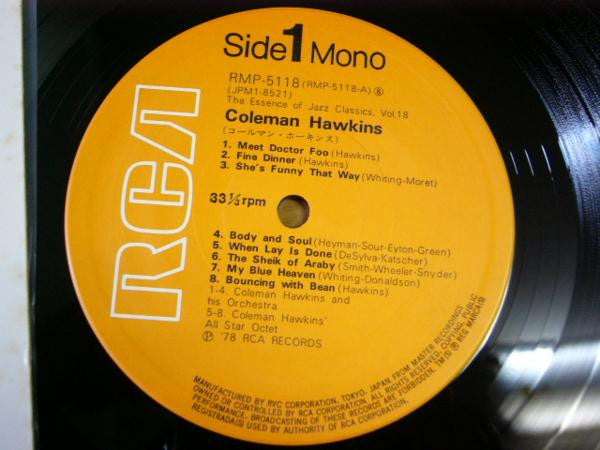 Side 1 Mono
RMP-5118 (RMP-5118-A) Ⓢ
(JPM1-8521)
The Essence of Jazz Classics, Vol.18
Coleman Hawkins
(コールマン・ホーキンス)
1. Meet Doctor Foo (Hawkins)
2. Fine Dinner (Hawkins)
3. She's Funny That Way (Whiting-Moret)
33⅓ rpm
RCA
4. Body and Soul (Heyman-Sour-Eyton-Green)
5. When Lay Is Done (DeSylva-Katscher)
6. The Sheik of Araby (Smith-Wheeler-Snyder)
7. My Blue Heaven (Whiting-Donaldson)
8. Bouncing with Bean (Hawkins)
1-4. Coleman Hawkins and
his Orchestra
5-8. Coleman Hawkins'
All Star Octet
Ⓟ '78 RCA RECORDS
MANUFACTURED BY RVC CORPORATION, TOKYO, JAPAN FROM MASTER RECORDINGS
OWNED OR CONTROLLED BY RCA CORPORATION. ALL RIGHTS RESERVED. COPYING, PUBLIC
PERFORMANCE, BROADCASTING OF THESE RECORDS ARE FORBIDDEN. TM(S) ® REG MARCA(S)
REGISTRADA(S) USED BY AUTHORITY OF RCA CORPORATION.